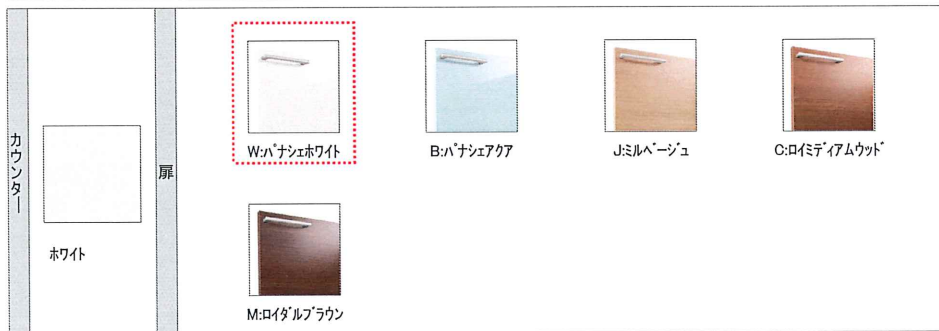 カウンター
ホワイト
扉
W:パナシェホワイト
B:パナシェアクア
J:ミルベージュ
C:ロイミディアムウッド
M:ロイダルブラウン